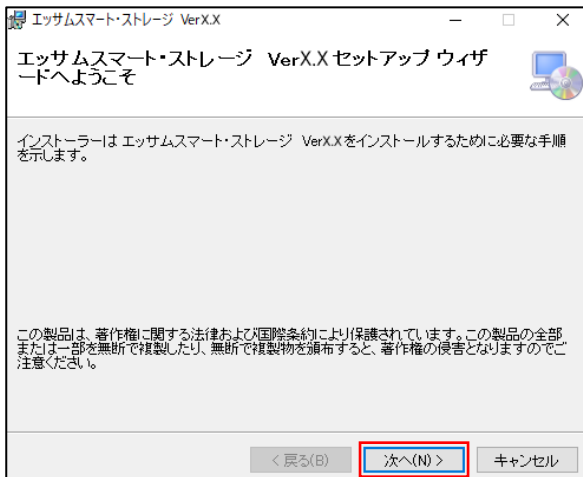 エッサムスマート・ストレージ VerX.X
エッサムスマート・ストレージ VerX.X セットアップ ウィザ
ードへようこそ
インストーラーは エッサムスマート・ストレージ VerX.Xをインストールするために必要な手順
を示します。
この製品は、著作権に関する法律および国際条約により保護されています。この製品の全部
または一部を無断で複製したり、無断で複製物を頒布すると、著作権の侵害となりますのでご
注意ください。
< 戻る(B)
次へ(N) >
キャンセル